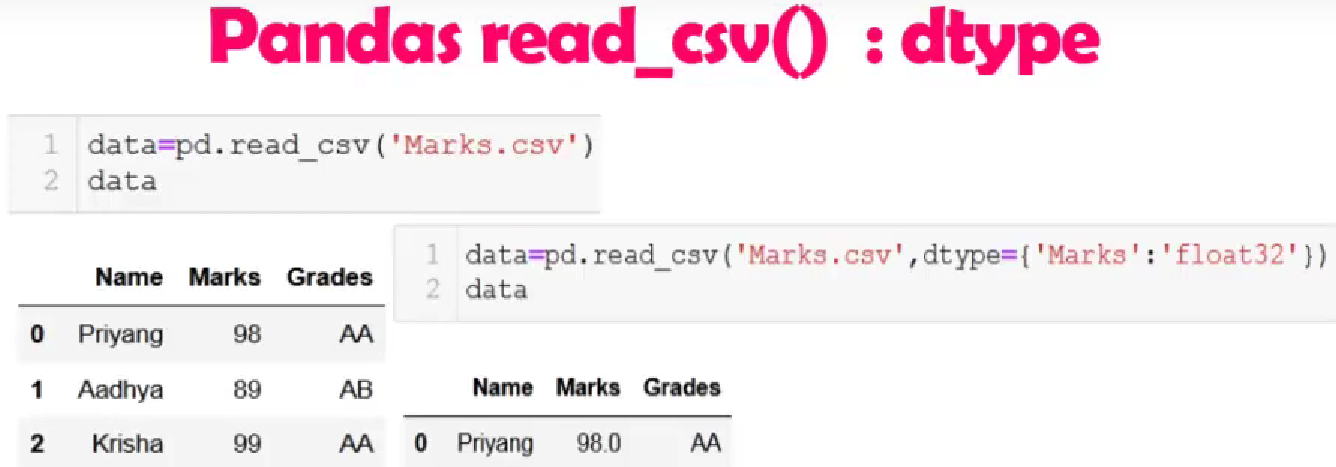 Pandas read_csv() : dtype
1 data=pd.read_csv('Marks.csv')
2 data
Name Marks Grades
0 Priyang 98 AA
1 Aadhya 89 AB
2 Krisha 99 AA
1 data=pd.read_csv('Marks.csv',dtype={'Marks':'float32'})
2 data
Name Marks Grades
0 Priyang 98.0 AA